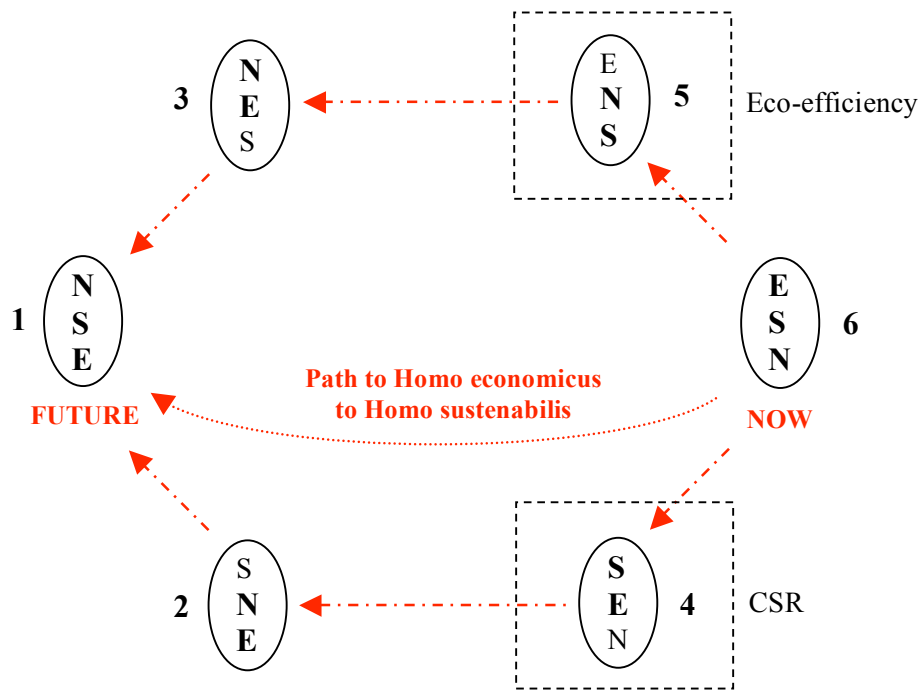 N
E
S
3
E
N
S
5
Eco-efficiency
N
S
E
1
FUTURE
Path to Homo economicus
to Homo sustenabilis
E
S
N
6
NOW
S
N
E
2
S
E
N
4
CSR